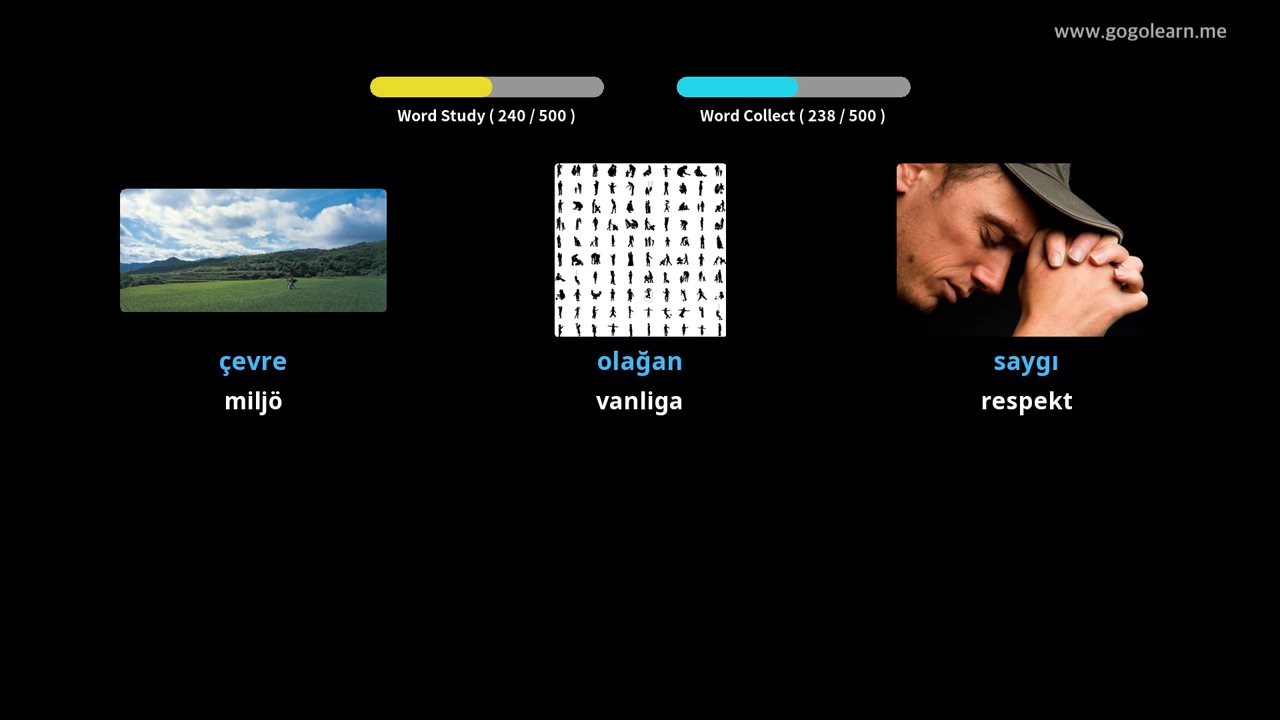 www.gogolearn.me
Word Study ( 240 / 500 )
Word Collect ( 238 / 500 )
çevre
olağan
saygı
miljö
vanliga
respekt